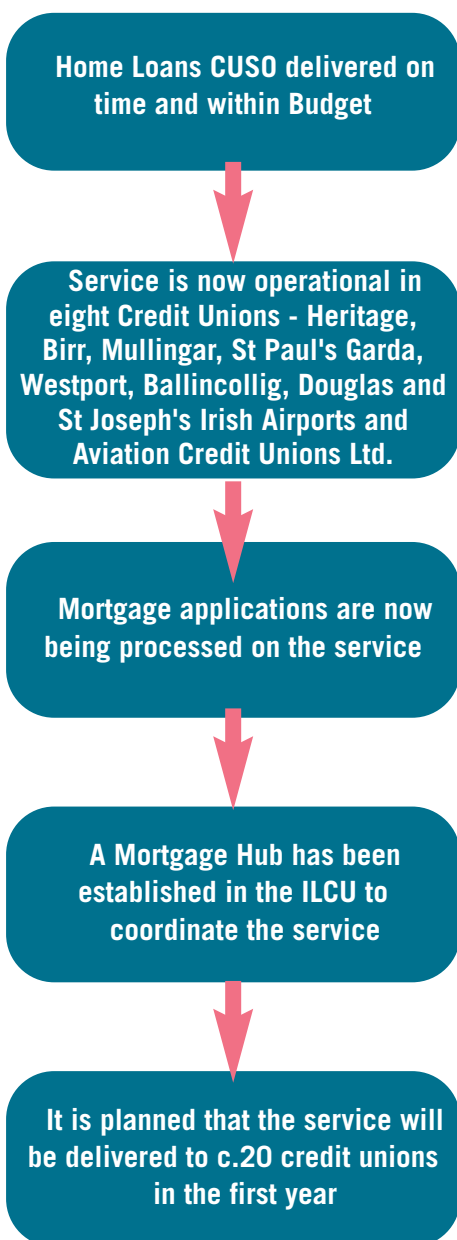 Home Loans CUSO delivered on
time and within Budget
Service is now operational in
eight Credit Unions - Heritage,
Birr, Mullingar, St Paul's Garda,
Westport, Ballincollig, Douglas and
St Joseph's Irish Airports and
Aviation Credit Unions Ltd.
Mortgage applications are now
being processed on the service
A Mortgage Hub has been
established in the ILCU to
coordinate the service
It is planned that the service will
be delivered to c.20 credit unions
in the first year